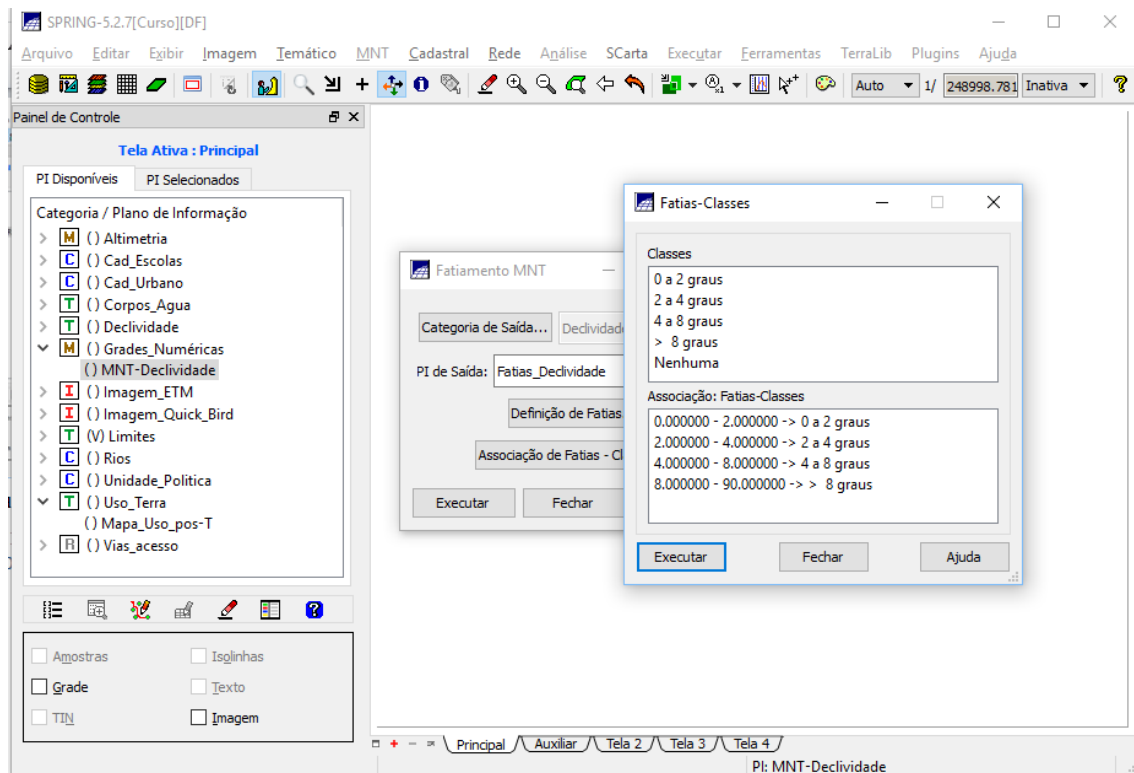 SPRING-5.2.7[Curso][DF]
Arquivo Editar Exibir Imagem Temático MNT Cadastral Rede Análise SCarta Executar Ferramentas TerraLib Plugins Ajuda
Auto 1/ 248998.781 Inativa
Painel de Controle
Tela Ativa : Principal
PI Disponíveis PI Selecionados
Categoria / Plano de Informação
M () Altimetria
C () Cad_Escolas
C () Cad_Urbano
T () Corpos_Agua
T () Declividade
M () Grades_Numéricas
() MNT-Declividade
I () Imagem_ETM
I () Imagem_Quick_Bird
T (V) Limites
C () Rios
C () Unidade_Politica
T () Uso_Terra
() Mapa_Uso_pos-T
R () Vias_acesso
Amostras Isolinhas
Grade Texto
TIN Imagem
Fatiamento MNT
Categoria de Saída... Declividad
PI de Saída: Fatias_Declividade
Definição de Fatias
Associação de Fatias - Cl
Executar Fechar
Fatias-Classes
Classes
0 a 2 graus
2 a 4 graus
4 a 8 graus
> 8 graus
Nenhuma
Associação: Fatias-Classes
0.000000 - 2.000000 -> 0 a 2 graus
2.000000 - 4.000000 -> 2 a 4 graus
4.000000 - 8.000000 -> 4 a 8 graus
8.000000 - 90.000000 -> > 8 graus
Executar Fechar Ajuda
Principal Auxiliar Tela 2 Tela 3 Tela 4
PI: MNT-Declividade